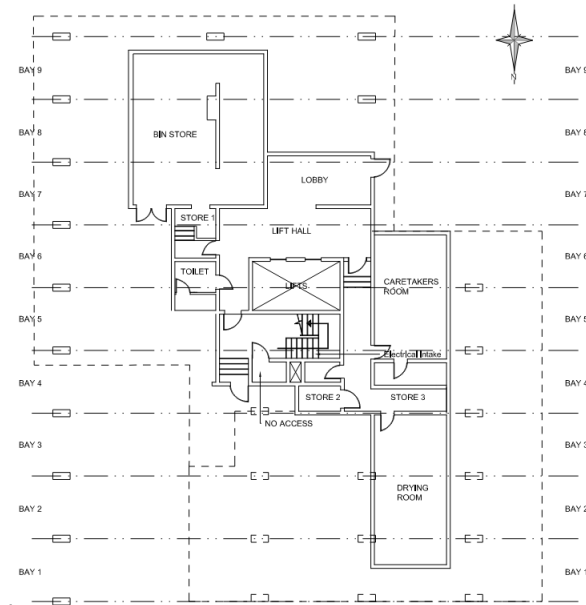 N
BAY 9
BAY 9
BAY 8
BIN STORE
BAY 8
LOBBY
BAY 7
BAY 7
STORE 1
LIFT HALL
BAY 6
BAY 6
TOILET
LIFTS
CARETAKERS
ROOM
BAY 5
BAY 5
Electrical Intake
BAY 4
BAY 4
STORE 2
STORE 3
NO ACCESS
BAY 3
BAY 3
DRYING
ROOM
BAY 2
BAY 2
BAY 1
BAY 1